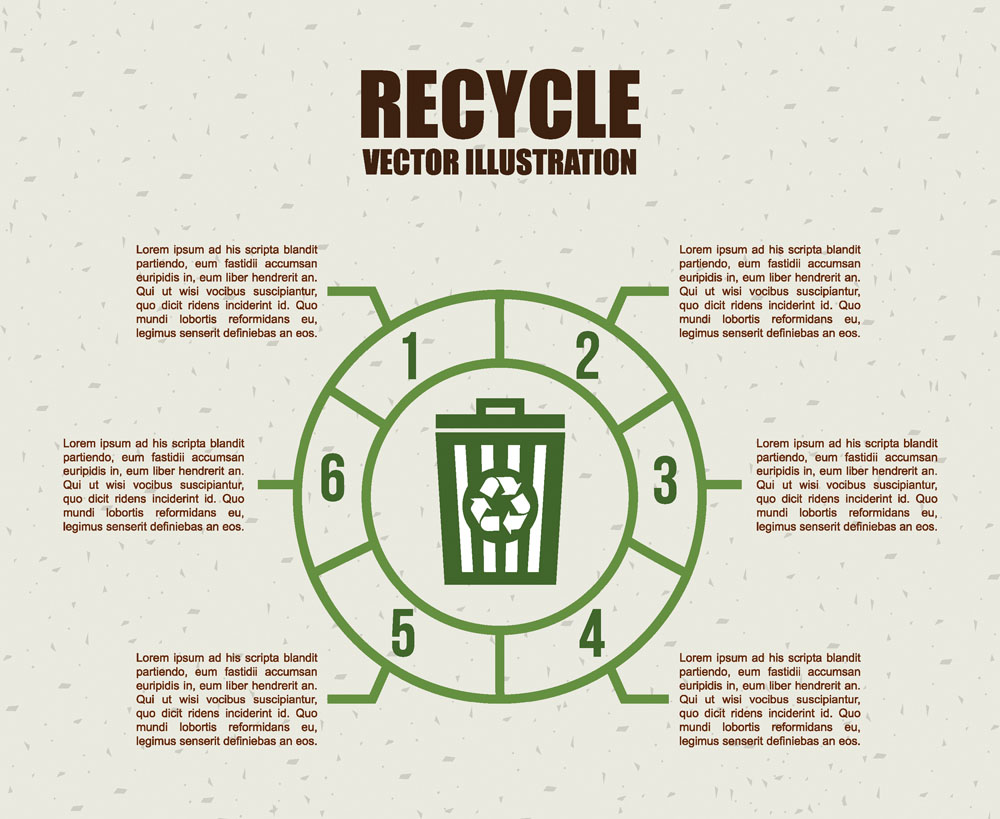 RECYCLE
VECTOR ILLUSTRATION
Lorem ipsum ad his scripta blandit
partiendo, eum fastidii accumsan
euripidis in, eum liber hendrerit an.
Qui ut wisi vocibus suscipiantur,
quo dicit ridens inciderint id. Quo
mundi lobortis reformidans eu,
legimus senserit definiebas an eos.
1
Lorem ipsum ad his scripta blandit
partiendo, eum fastidii accumsan
euripidis in, eum liber hendrerit an.
Qui ut wisi vocibus suscipiantur,
quo dicit ridens inciderint id. Quo
mundi lobortis reformidans eu,
legimus senserit definiebas an eos.
2
Lorem ipsum ad his scripta blandit
partiendo, eum fastidii accumsan
euripidis in, eum liber hendrerit an.
Qui ut wisi vocibus suscipiantur,
quo dicit ridens inciderint id. Quo
mundi lobortis reformidans eu,
legimus senserit definiebas an eos.
6
3
Lorem ipsum ad his scripta blandit
partiendo, eum fastidii accumsan
euripidis in, eum liber hendrerit an.
Qui ut wisi vocibus suscipiantur,
quo dicit ridens inciderint id. Quo
mundi lobortis reformidans eu,
legimus senserit definiebas an eos.
5
4
Lorem ipsum ad his scripta blandit
partiendo, eum fastidii accumsan
euripidis in, eum liber hendrerit an.
Qui ut wisi vocibus suscipiantur,
quo dicit ridens inciderint id. Quo
mundi lobortis reformidans eu,
legimus senserit definiebas an eos.
Lorem ipsum ad his scripta blandit
partiendo, eum fastidii accumsan
euripidis in, eum liber hendrerit an.
Qui ut wisi vocibus suscipiantur,
quo dicit ridens inciderint id. Quo
mundi lobortis reformidans eu,
legimus senserit definiebas an eos.